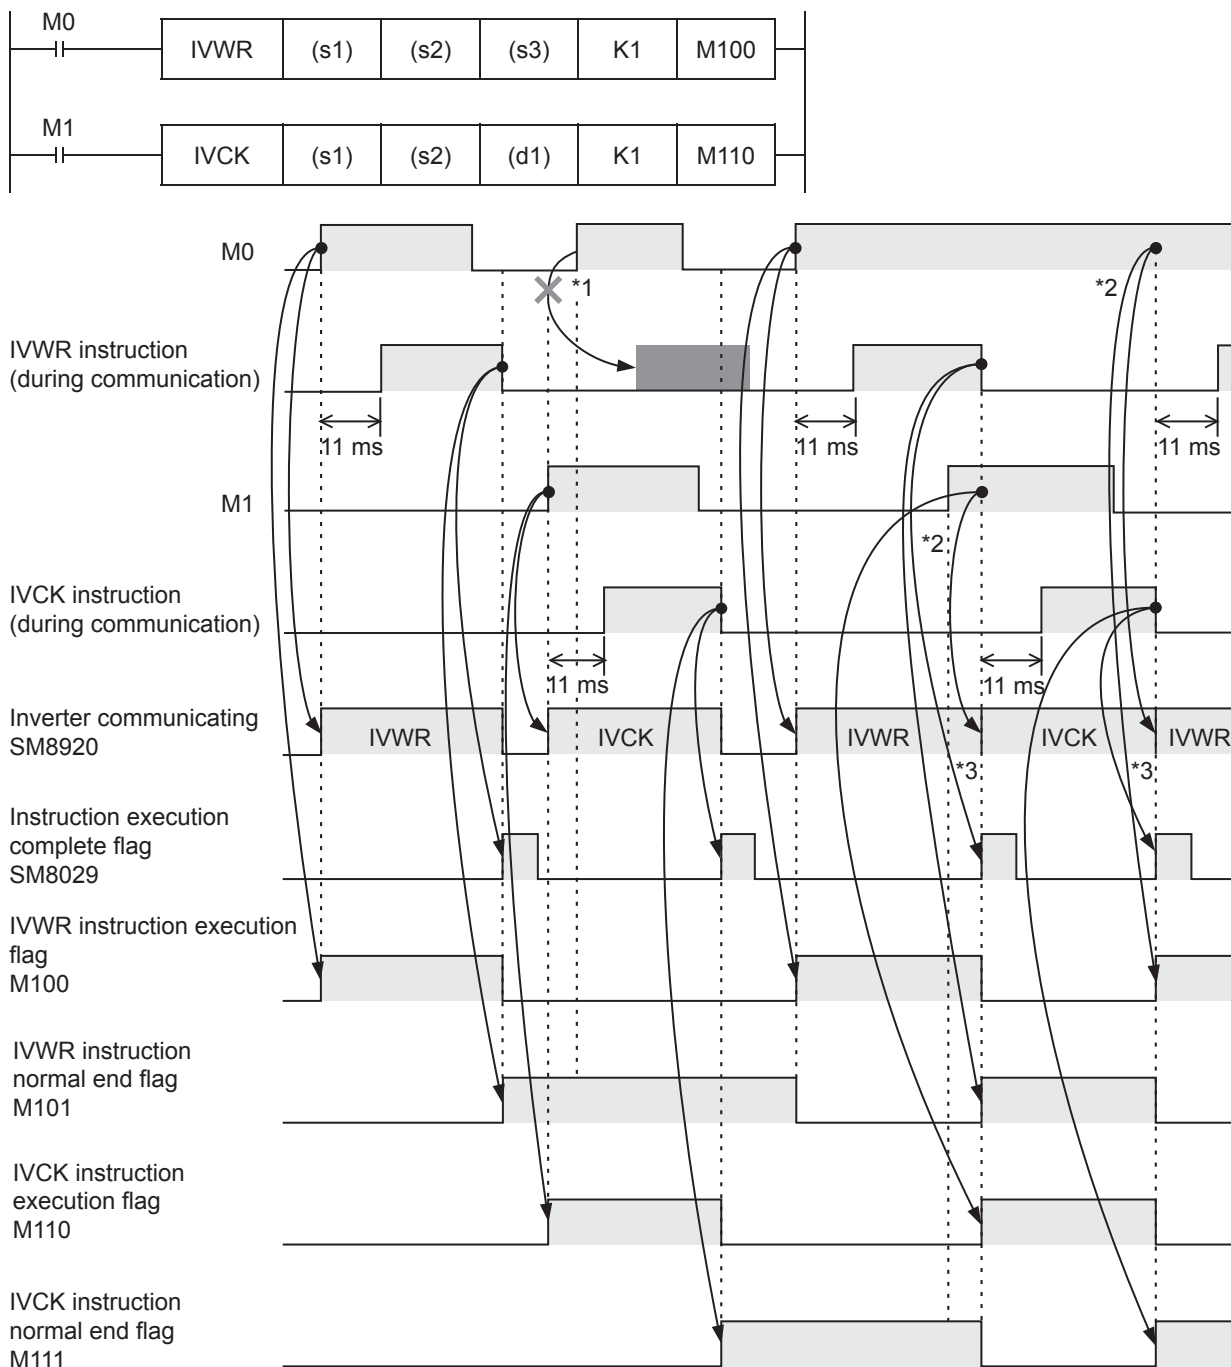 M0
IVWR (s1) (s2) (s3) K1 M100
M1
IVCK (s1) (s2) (d1) K1 M110
M0
*1
*2
IVWR instruction
(during communication)
11 ms
11 ms
11 ms
M1
*2
IVCK instruction
(during communication)
11 ms
11 ms
Inverter communicating
SM8920
IVWR
IVCK
IVWR
IVCK
IVWR
*3
*3
Instruction execution
complete flag
SM8029
IVWR instruction execution
flag
M100
IVWR instruction
normal end flag
M101
IVCK instruction
execution flag
M110
IVCK instruction
normal end flag
M111